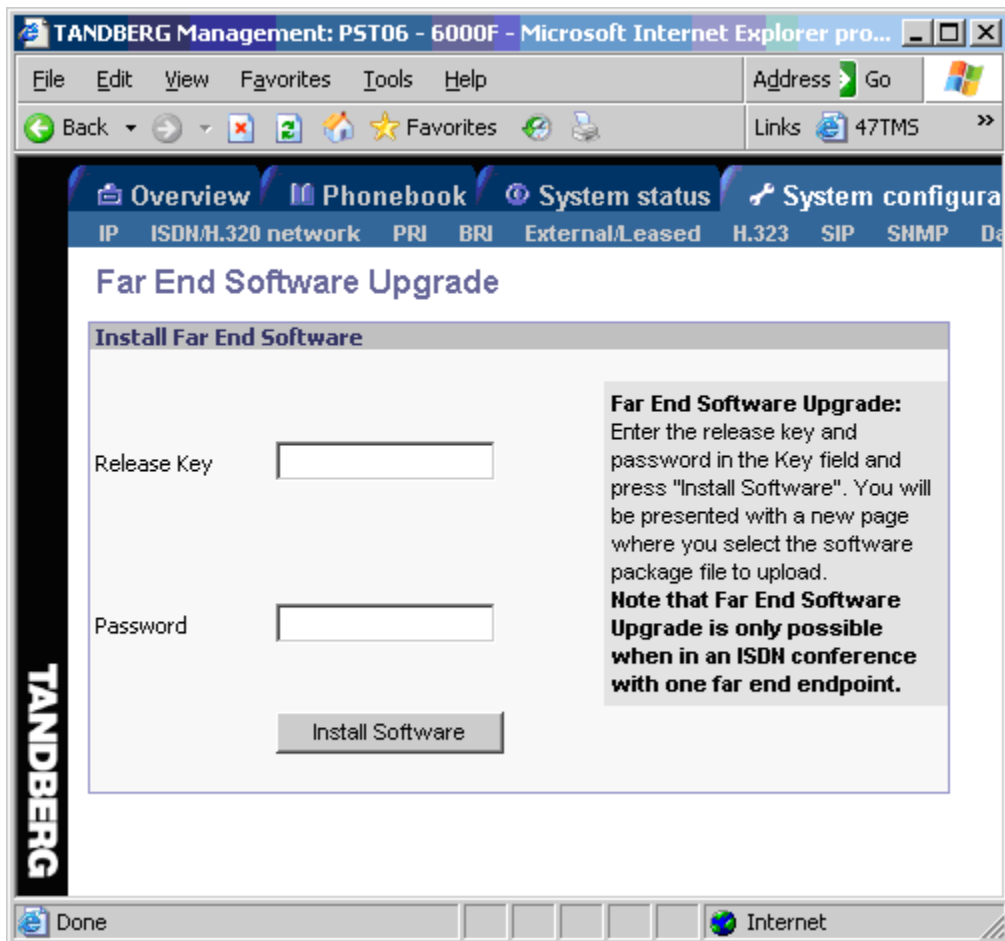 TANDBERG Management: PST06 - 6000F - Microsoft Internet Explorer pro...
File Edit View Favorites Tools Help Address Go
Back Favorites Links 47TMS »
Overview Phonebook System status System configura
IP ISDN/H.320 network PRI BRI External/Leased H.323 SIP SNMP Da
Far End Software Upgrade
Install Far End Software
Release Key
Password
Install Software
Far End Software Upgrade:
Enter the release key and
password in the Key field and
press "Install Software". You will
be presented with a new page
where you select the software
package file to upload.
Note that Far End Software
Upgrade is only possible
when in an ISDN conference
with one far end endpoint.
TANDBERG
Done Internet